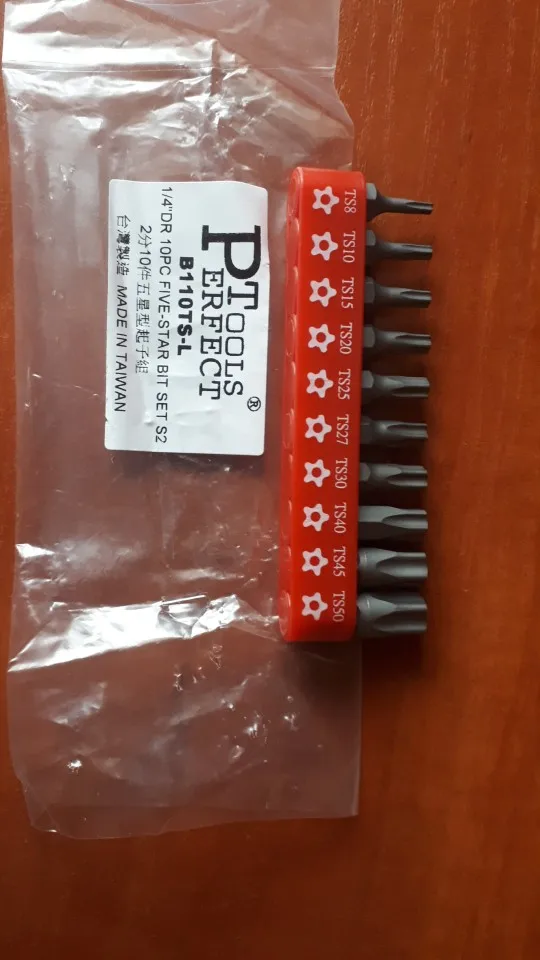 PTOOLS
PERFECT®
B110TS-L
1/4"DR 10PC FIVE-STAR BIT SET S2
2分10件五星型起子組
台灣製造 MADE IN TAIWAN
TS8
TS10
TS15
TS20
TS25
TS27
TS30
TS40
TS45
TS50